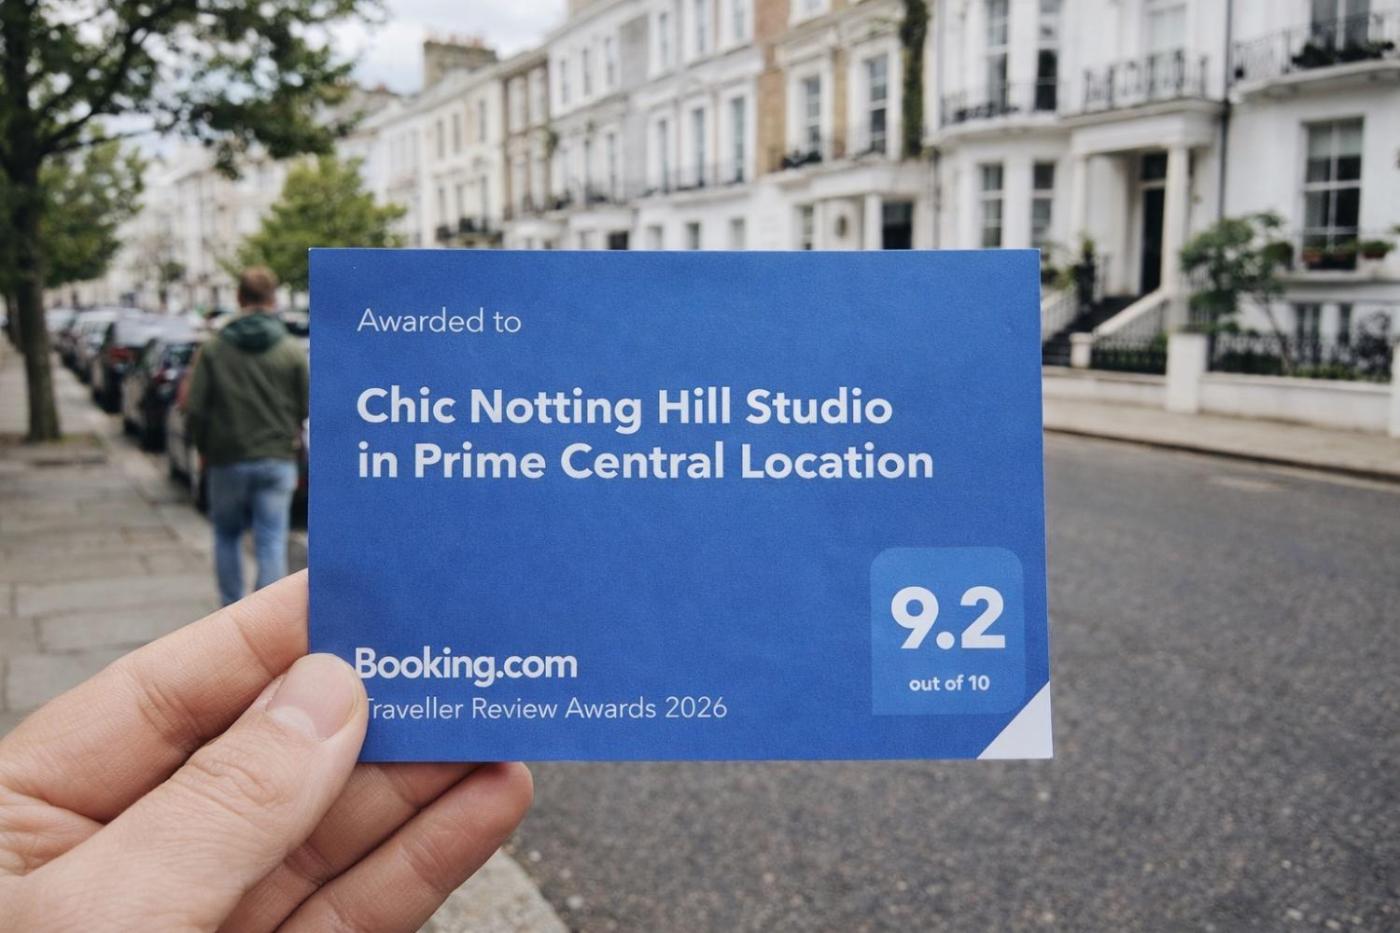 Awarded to
Chic Notting Hill Studio
in Prime Central Location
9.2
out of 10
Booking.com
Traveller Review Awards 2026